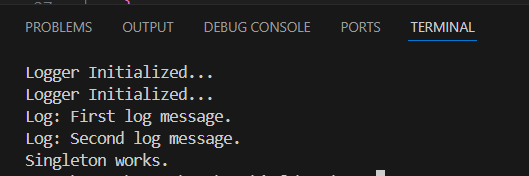 PROBLEMS OUTPUT DEBUG CONSOLE PORTS TERMINAL
Logger Initialized...
Logger Initialized...
Log: First log message.
Log: Second log message.
Singleton works.